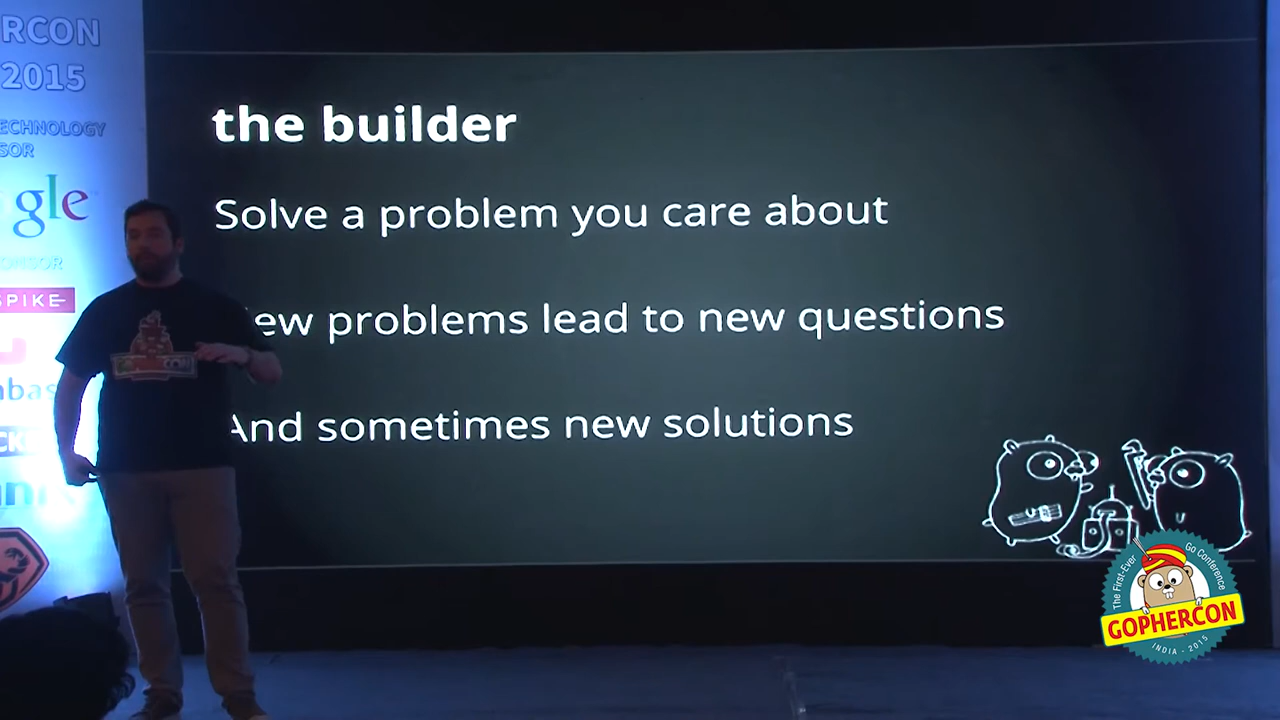 RCON
2015
ECHNOLOGY
SOR
gle
ONSOR
SPIKE
the builder
Solve a problem you care about
ew problems lead to new questions
And sometimes new solutions
The First-Ever Go Conference
GOPHERCON
INDIA - 2015